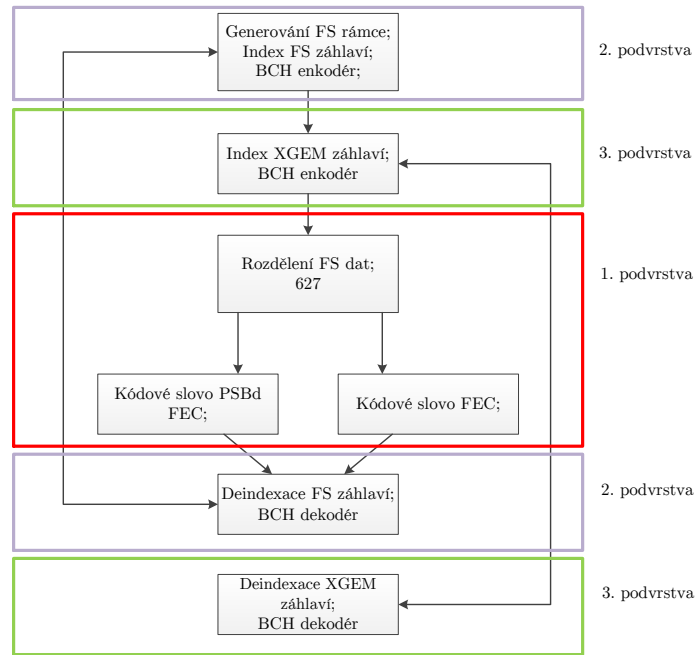 Generování FS rámce;
Index FS záhlaví;
BCH enkodér;
2. podvrstva
Index XGEM záhlaví;
BCH enkodér
3. podvrstva
Rozdělení FS dat;
627
1. podvrstva
Kódové slovo PSBd
FEC;
Kódové slovo FEC;
Deindexace FS záhlaví;
BCH dekodér
2. podvrstva
Deindexace XGEM
záhlaví;
BCH dekodér
3. podvrstva